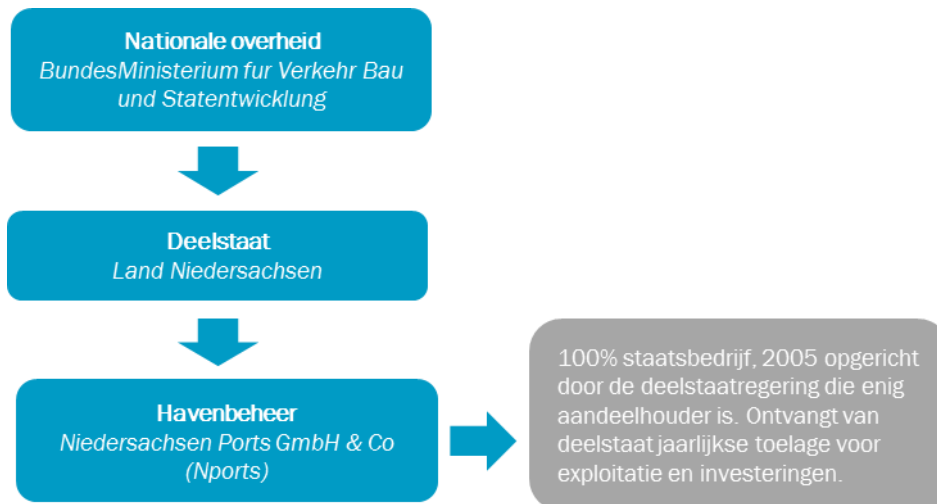 Nationale overheid
BundesMinisterium fur Verkehr Bau
und Statentwicklung
Deelstaat
Land Niedersachsen
Havenbeheer
Niedersachsen Ports GmbH & Co
(Nports)
100% staatsbedrijf, 2005 opgericht
door de deelstaatregering die enig
aandeelhouder is. Ontvangt van
deelstaat jaarlijkse toelage voor
exploitatie en investeringen.